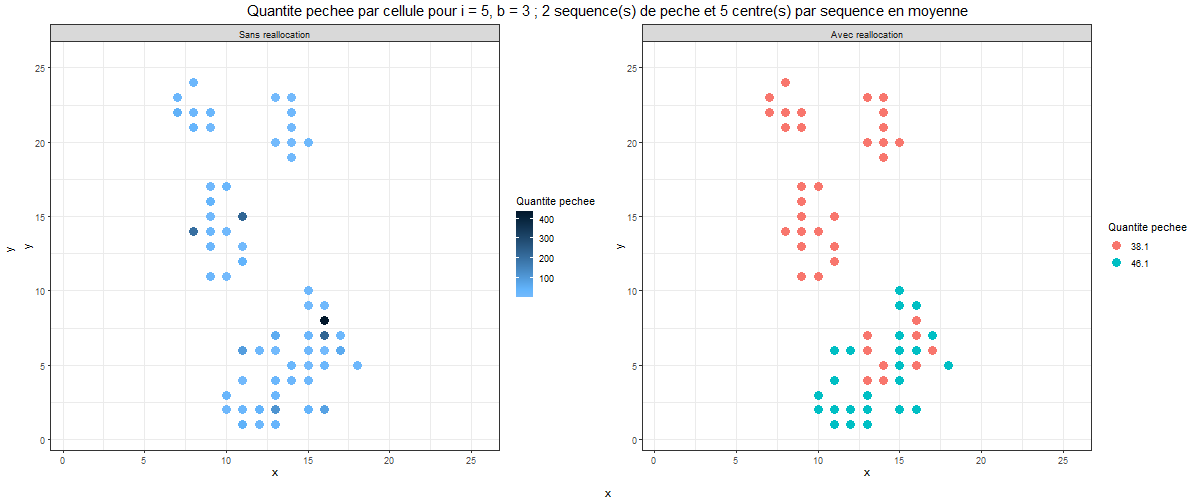 Quantite pechee par cellule pour i = 5, b = 3 ; 2 sequence(s) de peche et 5 centre(s) par sequence en moyenne
Sans reallocation
25
20
15
10
5
0
y
y
0 5 10 15 20 25
x
Quantite pechee
400
300
200
100
Avec reallocation
25
20
15
10
5
0
y
0 5 10 15 20 25
x
Quantite pechee
38.1
46.1
x